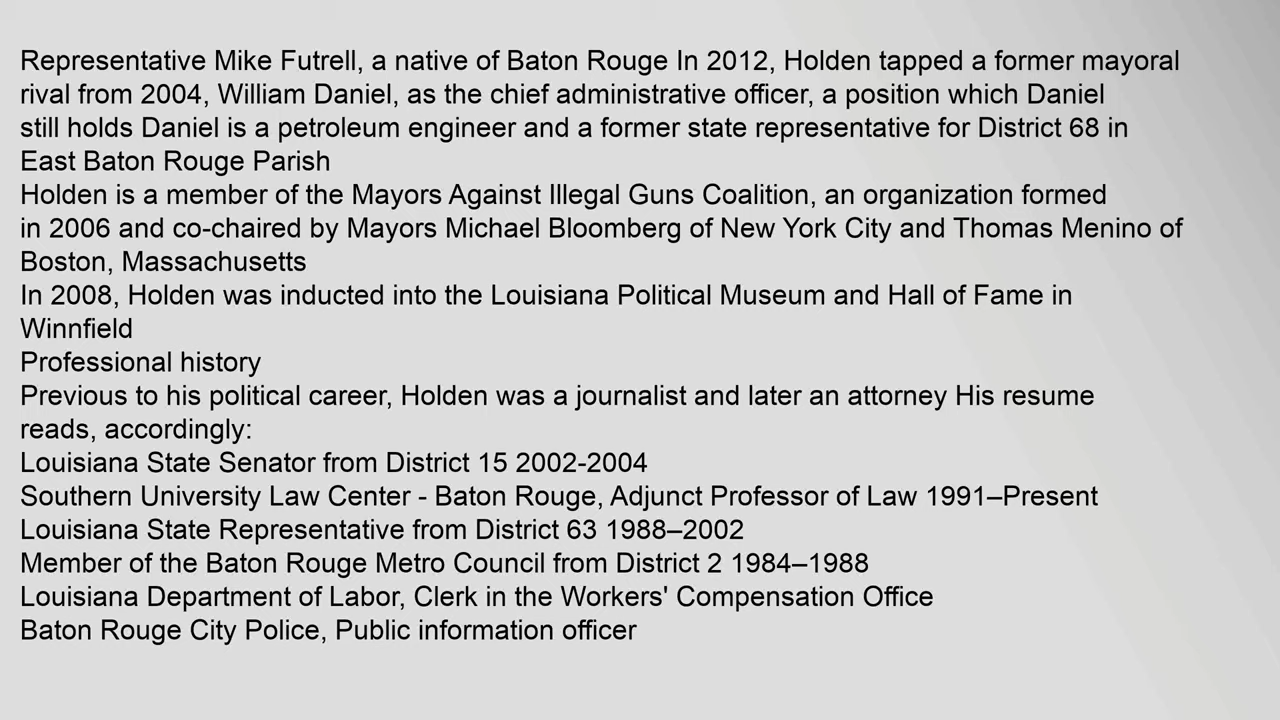 Representative Mike Futrell, a native of Baton Rouge In 2012, Holden tapped a former mayoral
rival from 2004, William Daniel, as the chief administrative officer, a position which Daniel
still holds Daniel is a petroleum engineer and a former state representative for District 68 in
East Baton Rouge Parish
Holden is a member of the Mayors Against Illegal Guns Coalition, an organization formed
in 2006 and co-chaired by Mayors Michael Bloomberg of New York City and Thomas Menino of
Boston, Massachusetts
In 2008, Holden was inducted into the Louisiana Political Museum and Hall of Fame in
Winnfield
Professional history
Previous to his political career, Holden was a journalist and later an attorney His resume
reads, accordingly:
Louisiana State Senator from District 15 2002-2004
Southern University Law Center - Baton Rouge, Adjunct Professor of Law 1991–Present
Louisiana State Representative from District 63 1988–2002
Member of the Baton Rouge Metro Council from District 2 1984–1988
Louisiana Department of Labor, Clerk in the Workers' Compensation Office
Baton Rouge City Police, Public information officer